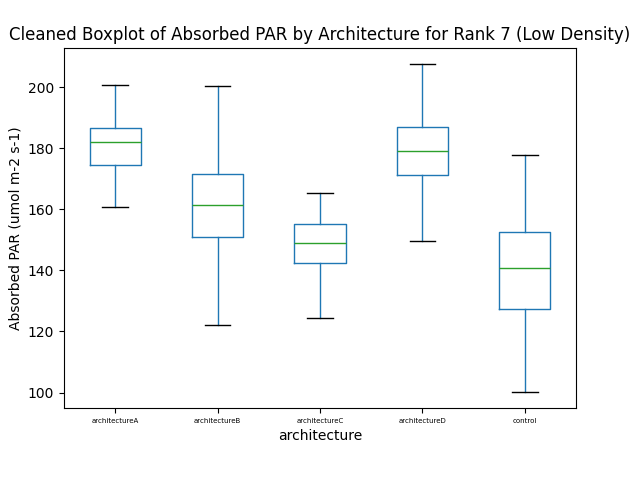 Cleaned Boxplot of Absorbed PAR by Architecture for Rank 7 (Low Density)
200
180
160
140
120
100
Absorbed PAR (umol m-2 s-1)
architectureA architectureB architectureC architectureD control
architecture